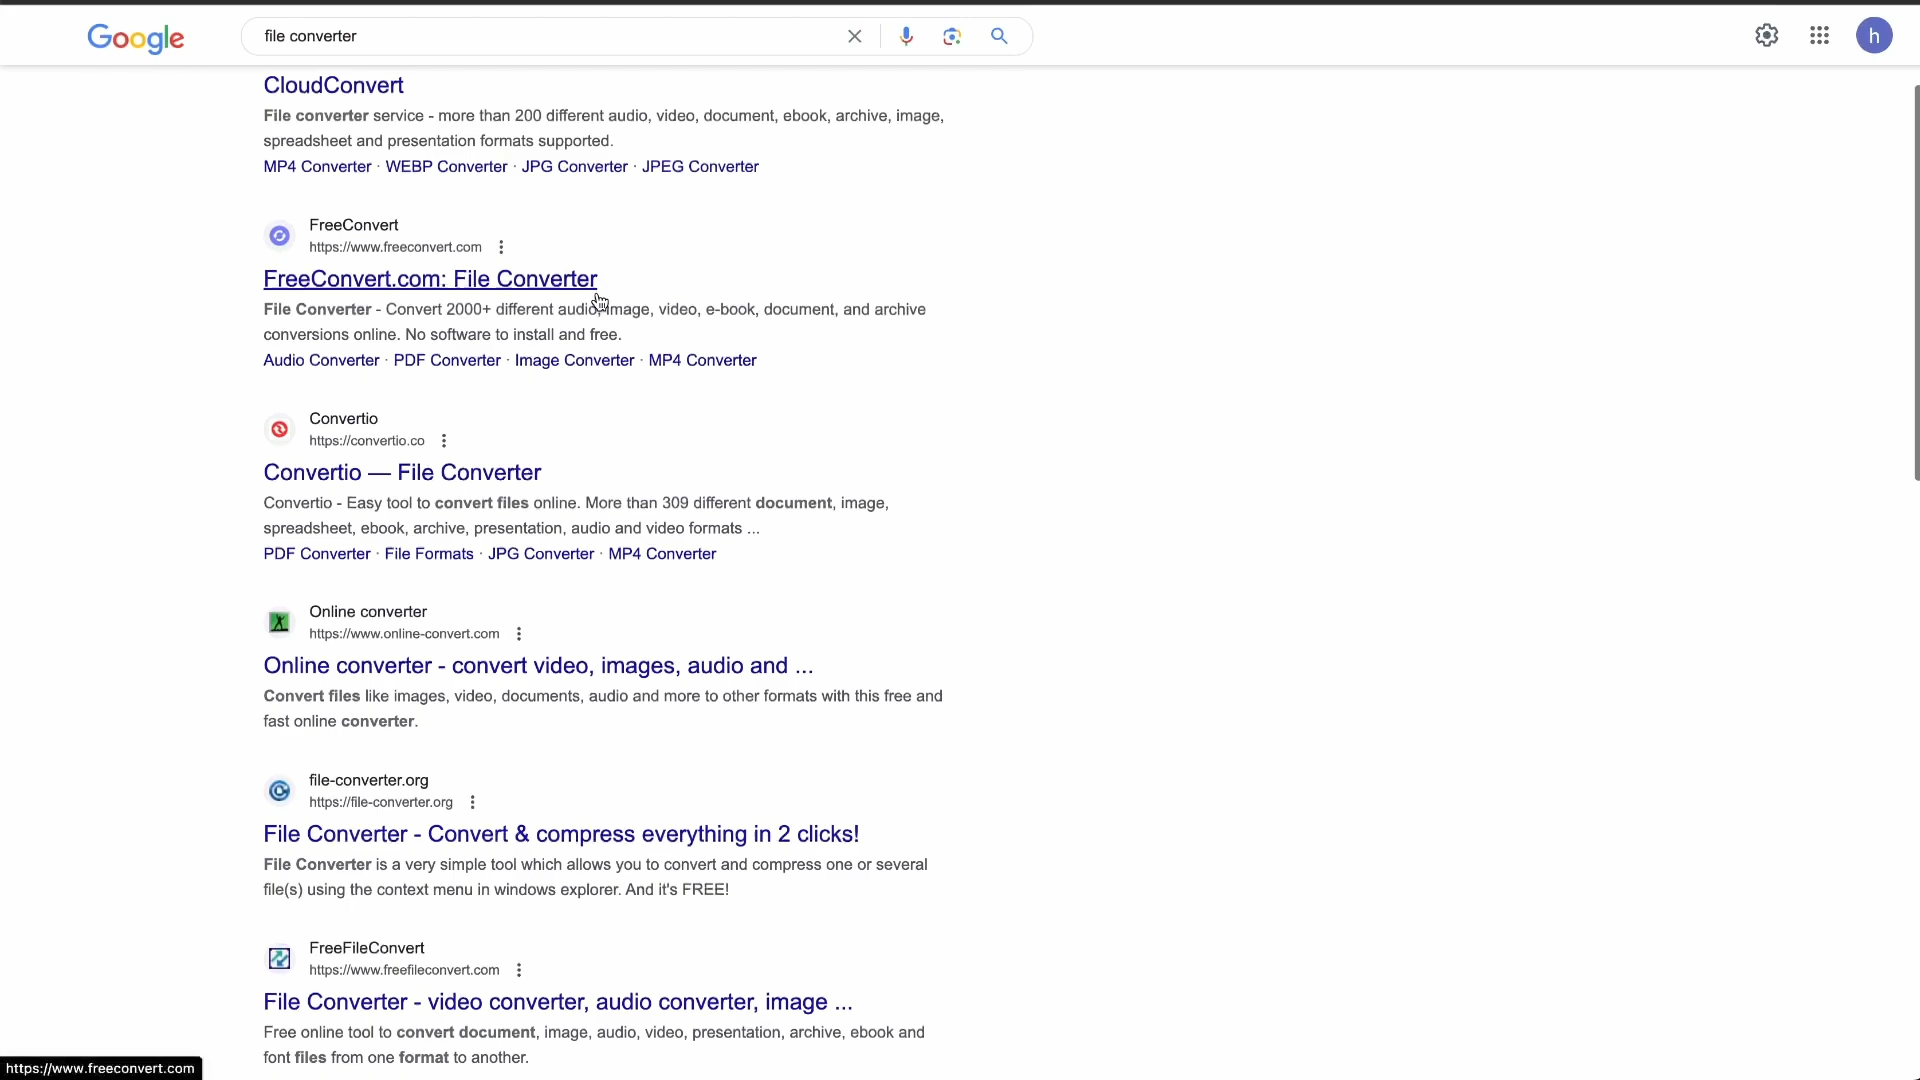 Google
file converter
h
CloudConvert
File converter service - more than 200 different audio, video, document, ebook, archive, image,
spreadsheet and presentation formats supported.
MP4 Converter · WEBP Converter · JPG Converter · JPEG Converter
FreeConvert
https://www.freeconvert.com
FreeConvert.com: File Converter
File Converter - Convert 2000+ different audio, image, video, e-book, document, and archive
conversions online. No software to install and free.
Audio Converter · PDF Converter · Image Converter · MP4 Converter
Convertio
https://convertio.co
Convertio — File Converter
Convertio - Easy tool to convert files online. More than 309 different document, image,
spreadsheet, ebook, archive, presentation, audio and video formats ...
PDF Converter · File Formats · JPG Converter · MP4 Converter
Online converter
https://www.online-convert.com
Online converter - convert video, images, audio and ...
Convert files like images, video, documents, audio and more to other formats with this free and
fast online converter.
file-converter.org
https://file-converter.org
File Converter - Convert & compress everything in 2 clicks!
File Converter is a very simple tool which allows you to convert and compress one or several
file(s) using the context menu in windows explorer. And it's FREE!
FreeFileConvert
https://www.freefileconvert.com
File Converter - video converter, audio converter, image ...
Free online tool to convert document, image, audio, video, presentation, archive, ebook and
font files from one format to another.
https://www.freeconvert.com